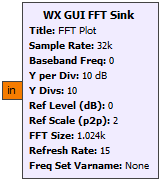 WX GUI FFT Sink
Title: FFT Plot
Sample Rate: 32k
Baseband Freq: 0
Y per Div: 10 dB
Y Divs: 10
in
Ref Level (dB): 0
Ref Scale (p2p): 2
FFT Size: 1.024k
Refresh Rate: 15
Freq Set Varname: None